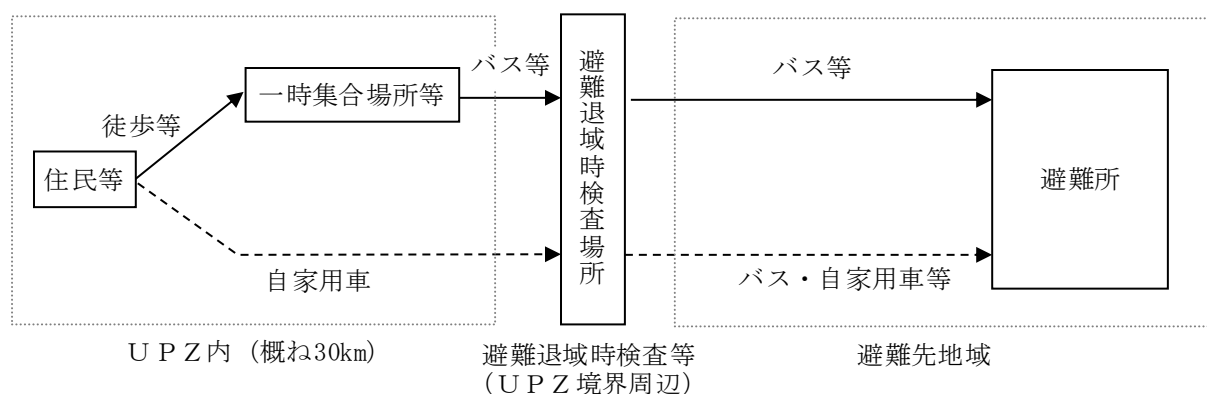 バス等
バス等
一時集合場所等
徒歩等
住民等
避難退域時検査場所
避難所
自家用車
バス・自家用車等
ＵＰＺ内（概ね30km）
避難退域時検査等
（ＵＰＺ境界周辺）
避難先地域